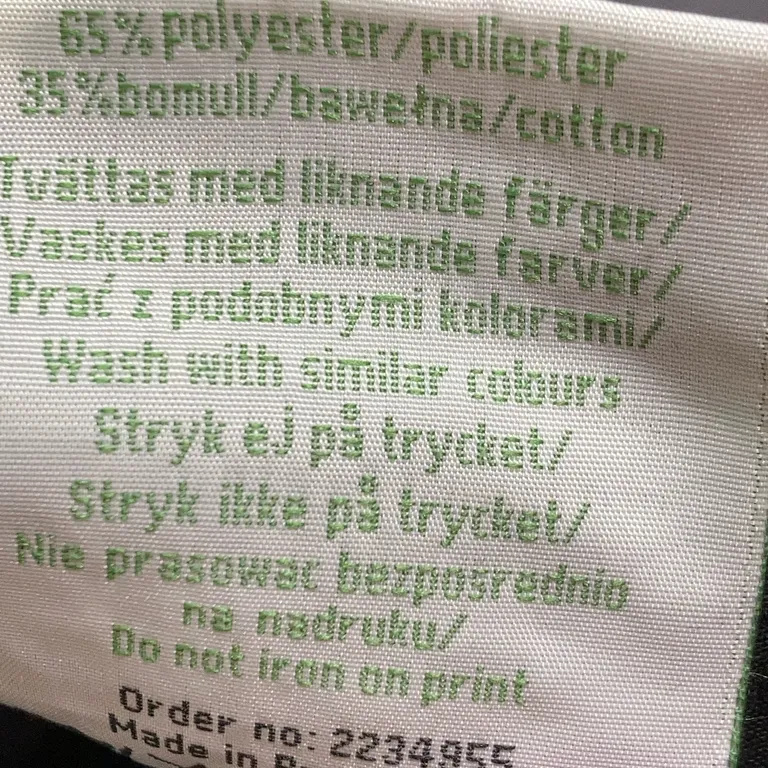 65% polyester/poliester
35% bomull/bawełna/cotton
Tvättas med liknande färger/
Vaskes med liknande farver/
Prać z podobnymi kolorami/
Wash with similar colours
Stryk ej på trycket/
Stryk ikke på trycket/
Nie prasować bezpośrednio
na nadruku/
Do not iron on print
Order no: 2234955
Made in